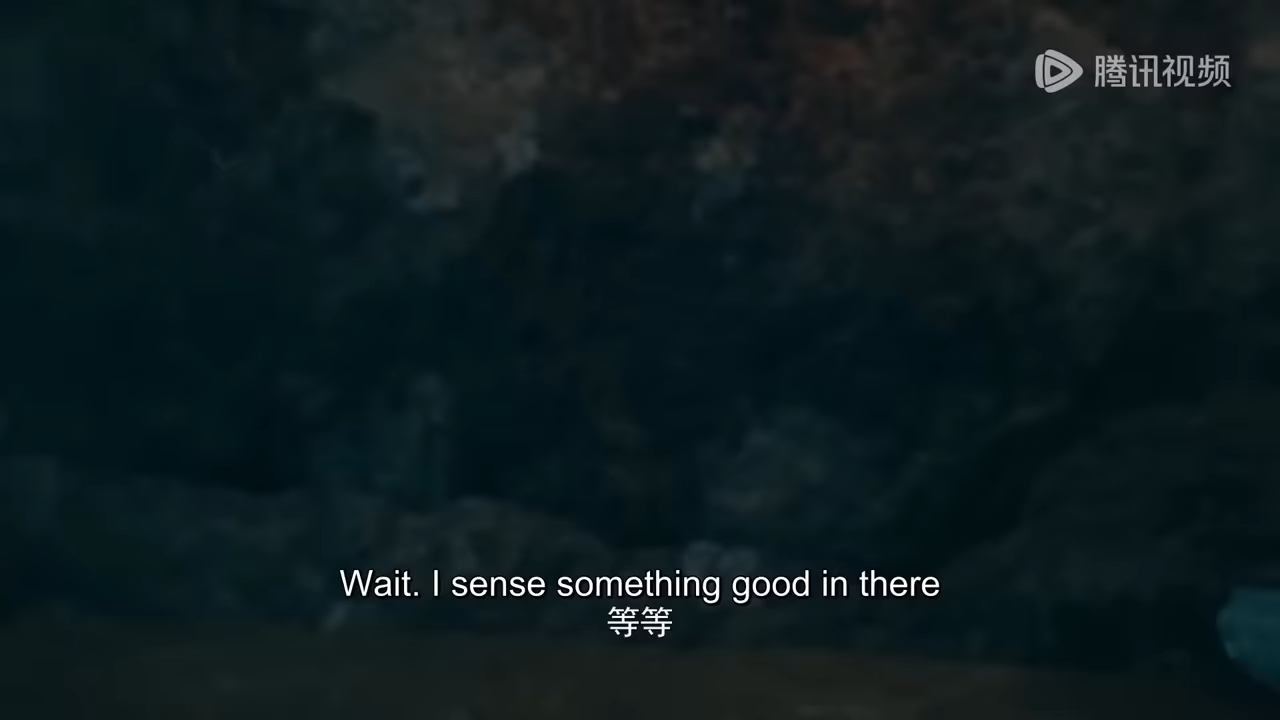 腾讯视频
Wait. I sense something good in there
等等